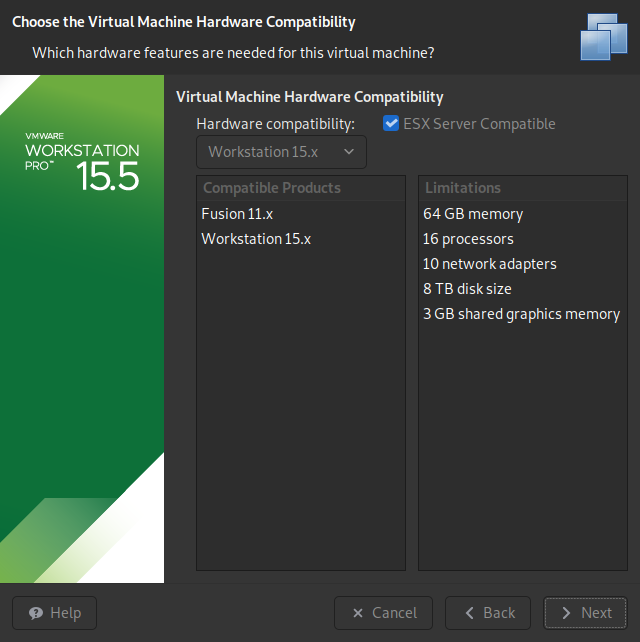 Choose the Virtual Machine Hardware Compatibility
Which hardware features are needed for this virtual machine?
VMWARE
WORKSTATION
PRO™
15.5
Virtual Machine Hardware Compatibility
Hardware compatibility:
ESX Server Compatible
Workstation 15.x
Compatible Products
Fusion 11.x
Workstation 15.x
Limitations
64 GB memory
16 processors
10 network adapters
8 TB disk size
3 GB shared graphics memory
Help
Cancel
Back
Next